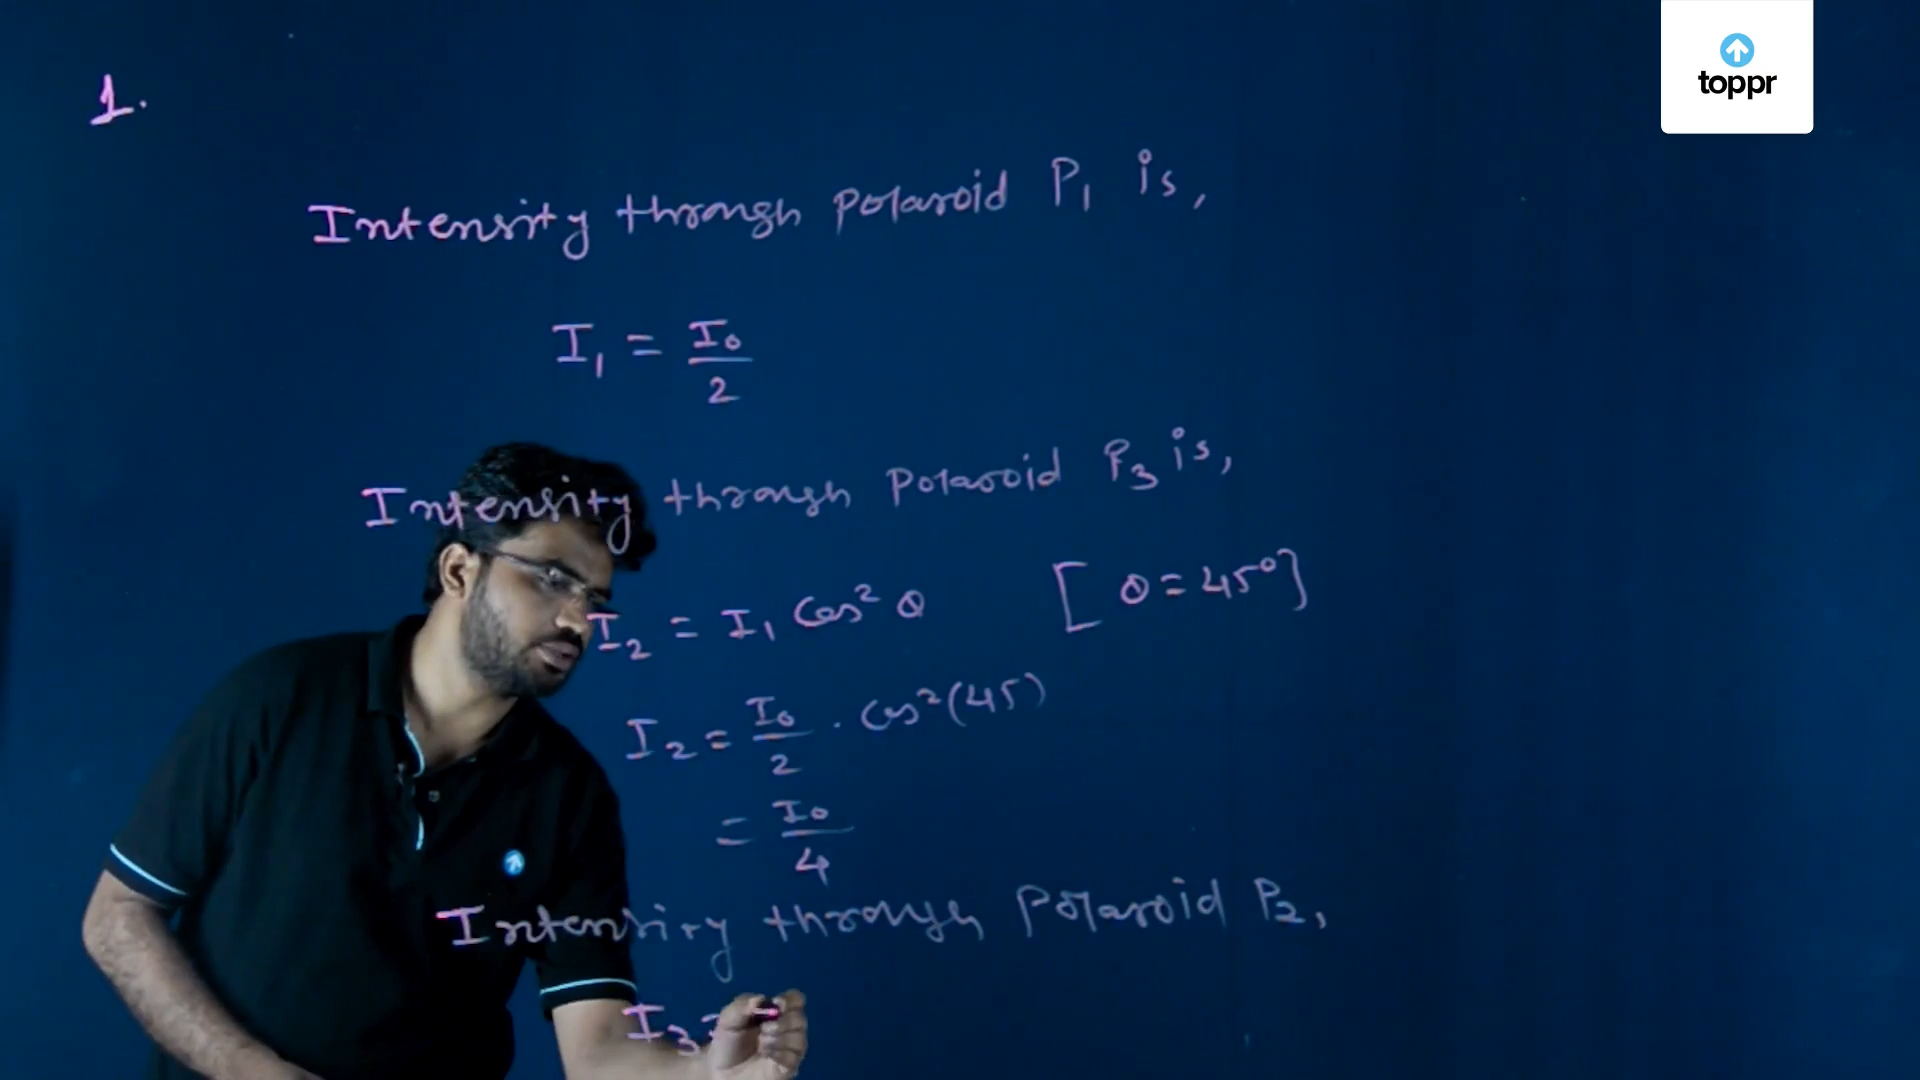 toppr
1.
Intensity through polaroid P₁ is,
I₁ = I₀/2
Intensity through Polaroid P₃ is,
I₂ = I₁ Cos² θ [ θ = 45° ]
I₂ = I₀/2 . Cos²(45)
= I₀/4
Intensity through Polaroid P₂,
I₃ =